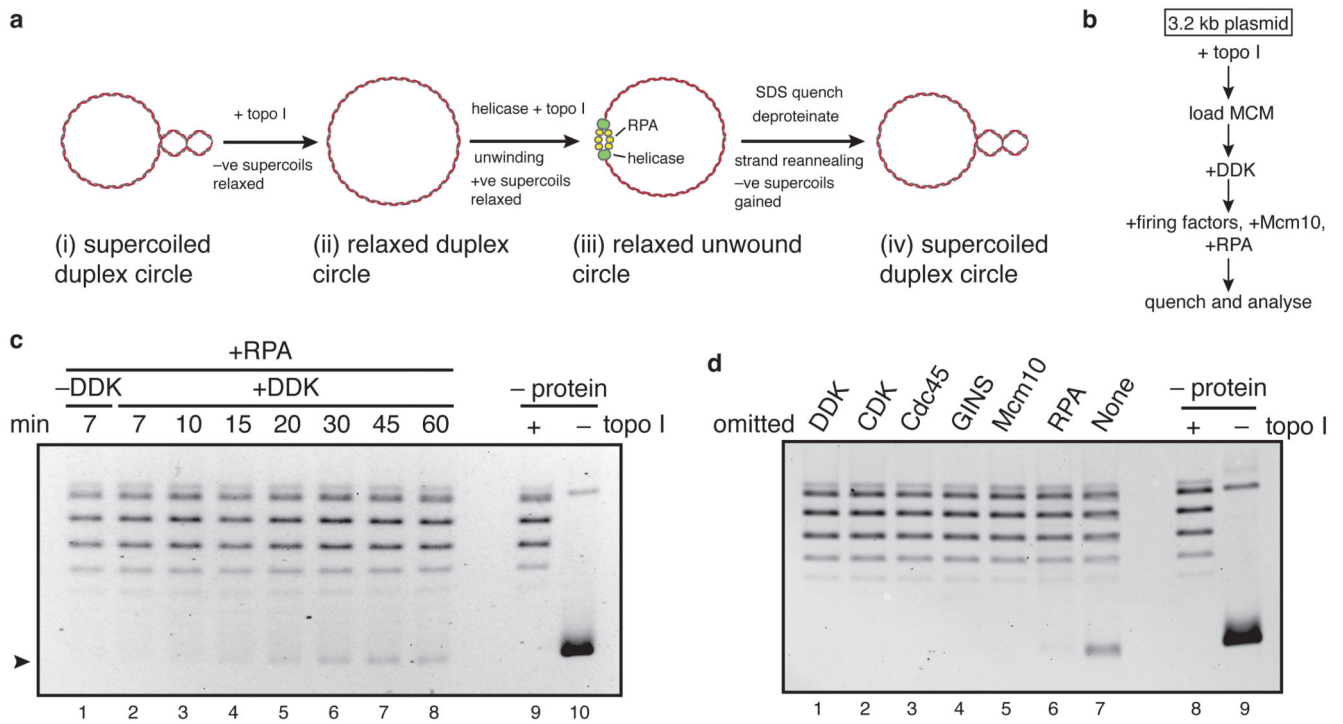 a
+ topo I
–ve supercoils
relaxed
helicase + topo I
unwinding
+ve supercoils
relaxed
RPA
helicase
SDS quench
deproteinate
strand reannealing
–ve supercoils
gained
(i) supercoiled
duplex circle
(ii) relaxed duplex
circle
(iii) relaxed unwound
circle
(iv) supercoiled
duplex circle
b
3.2 kb plasmid
+ topo I
load MCM
+DDK
+firing factors, +Mcm10,
+RPA
quench and analyse
c
+RPA
–DDK +DDK – protein
min 7 7 10 15 20 30 45 60 + – topo I
1 2 3 4 5 6 7 8 9 10
d
omitted DDK CDK Cdc45 GINS Mcm10 RPA None
– protein
+ – topo I
1 2 3 4 5 6 7 8 9